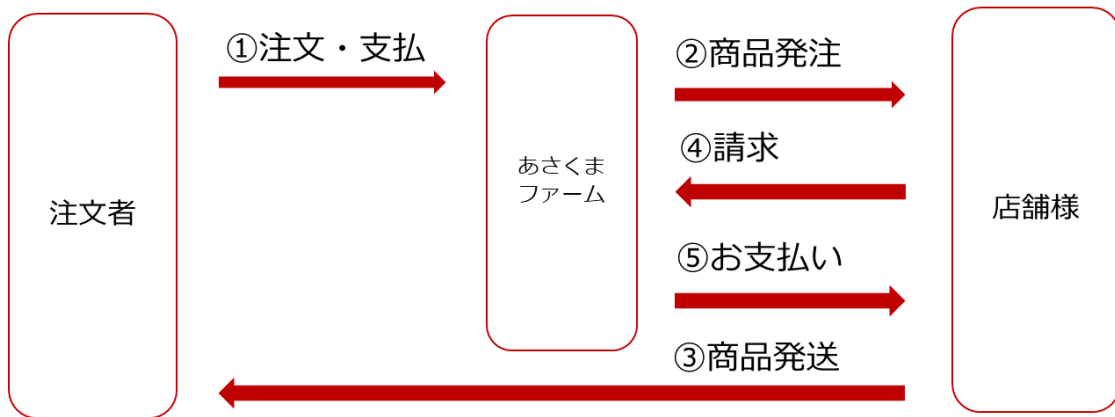 ①注文・支払
②商品発注
④請求
あさくま
ファーム
注文者
店舗様
⑤お支払い
③商品発送